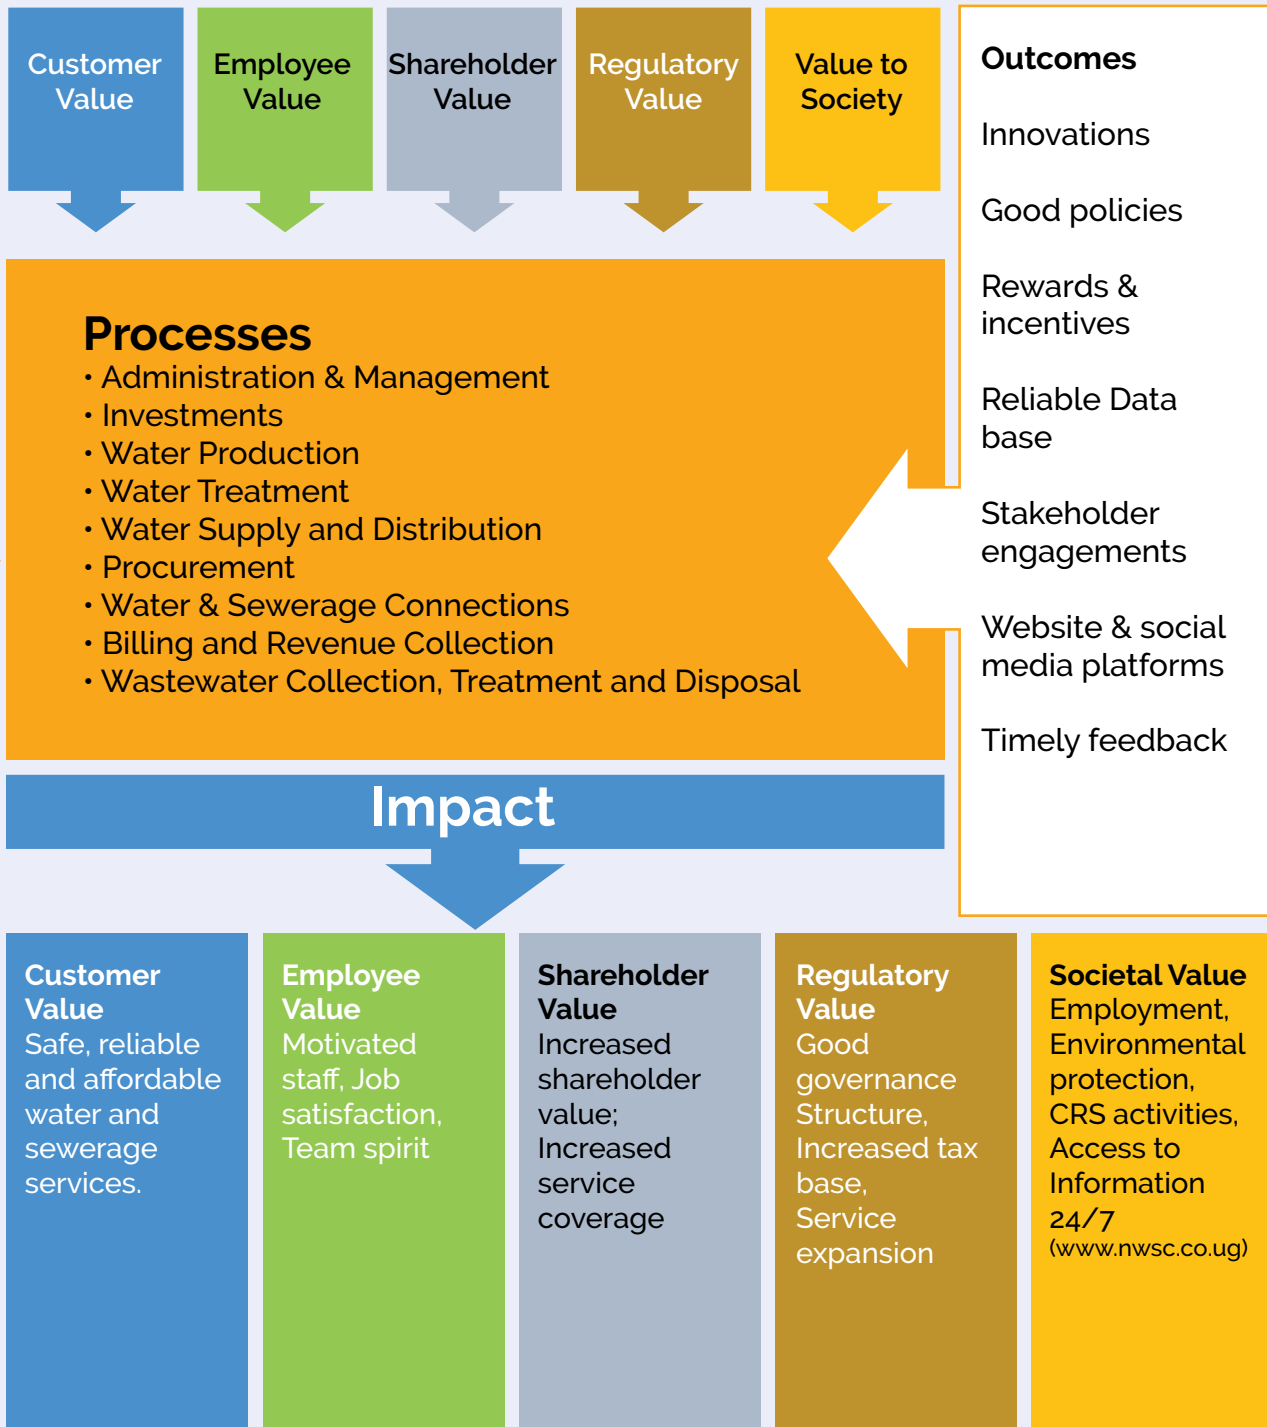 Customer
Value
Employee
Value
Shareholder
Value
Regulatory
Value
Value to
Society
Outcomes
Innovations
Good policies
Rewards &
incentives
Reliable Data
base
Stakeholder
engagements
Website & social
media platforms
Timely feedback
Processes
• Administration & Management
• Investments
• Water Production
• Water Treatment
• Water Supply and Distribution
• Procurement
• Water & Sewerage Connections
• Billing and Revenue Collection
• Wastewater Collection, Treatment and Disposal
Impact
Customer
Value
Safe, reliable
and affordable
water and
sewerage
services.
Employee
Value
Motivated
staff, Job
satisfaction,
Team spirit
Shareholder
Value
Increased
shareholder
value;
Increased
service
coverage
Regulatory
Value
Good
governance
Structure,
Increased tax
base,
Service
expansion
Societal Value
Employment,
Environmental
protection,
CRS activities,
Access to
Information
24/7
(www.nwsc.co.ug)